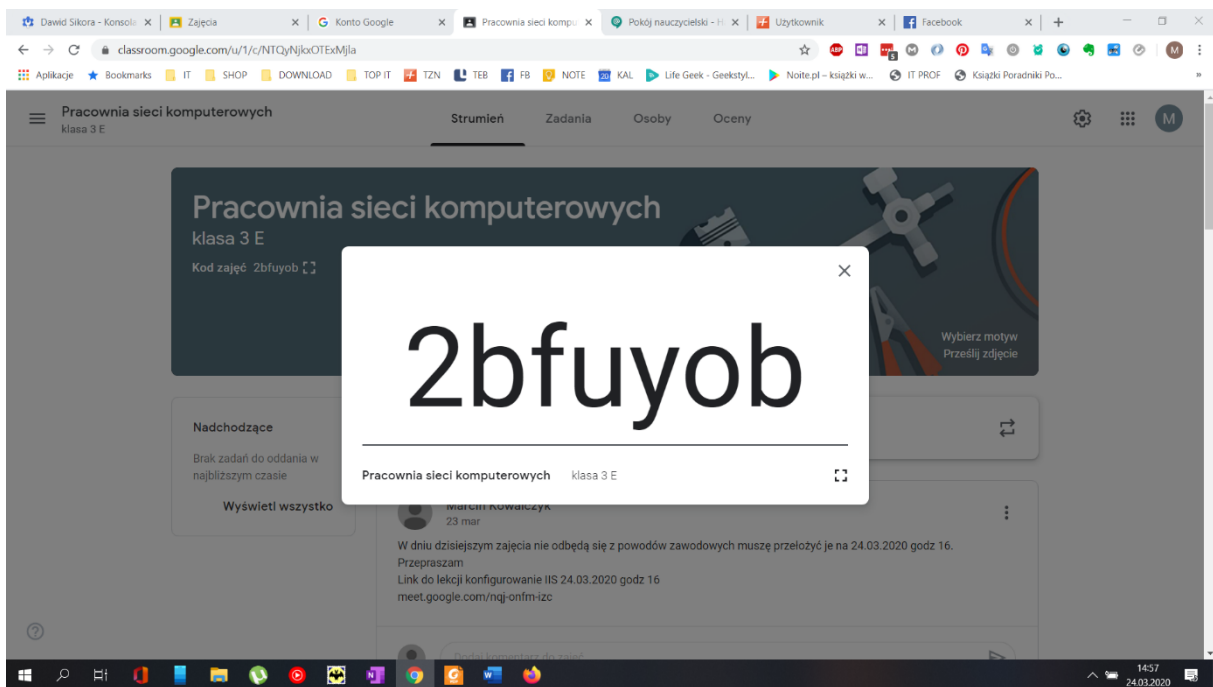 Dawid Sikora - Konsole
Zajęcia
Konto Google
Pracownia sieci kompu
Pokój nauczycielski - H
Użytkownik
Facebook
classroom.google.com/u/1/c/NTQyNjkxOTExMjla
Aplikacje
Bookmarks
IT
SHOP
DOWNLOAD
TOP IT
TZN
TEB
FB
NOTE
KAL
Life Geek - Geekstyl...
Noite.pl – książki w...
IT PROF
Książki Poradniki Po...
»
Pracownia sieci komputerowych
klasa 3 E
Strumień
Zadania
Osoby
Oceny
M
Pracownia sieci komputerowych
klasa 3 E
Kod zajęć 2bfuyob
Wybierz motyw
Prześlij zdjęcie
2bfuyob
Pracownia sieci komputerowych klasa 3 E
Nadchodzące
Brak zadań do oddania w
najbliższym czasie
Wyświetl wszystko
Marcin Kowalczyk
23 mar
W dniu dzisiejszym zajęcia nie odbędą się z powodów zawodowych muszę przełożyć je na 24.03.2020 godz 16.
Przepraszam
Link do lekcji konfigurowanie IIS 24.03.2020 godz 16
meet.google.com/nqj-onfm-izc
Dodaj komentarz do zajęć
14:57
24.03.2020